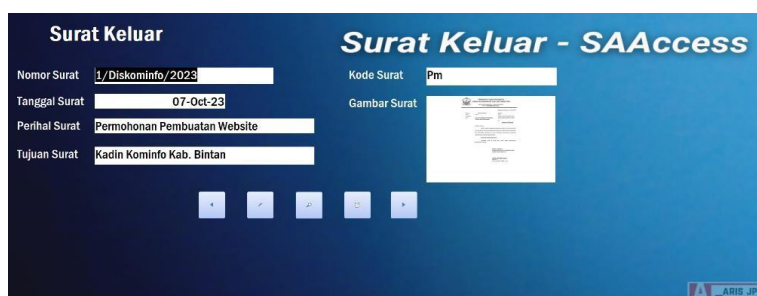 Surat Keluar
Surat Keluar - SAAccess
Nomor Surat 1/Diskominfo/2023
Kode Surat Pm
Tanggal Surat 07-Oct-23
Gambar Surat
Perihal Surat Permohonan Pembuatan Website
Tujuan Surat Kadin Kominfo Kab. Bintan
_ARIS JP